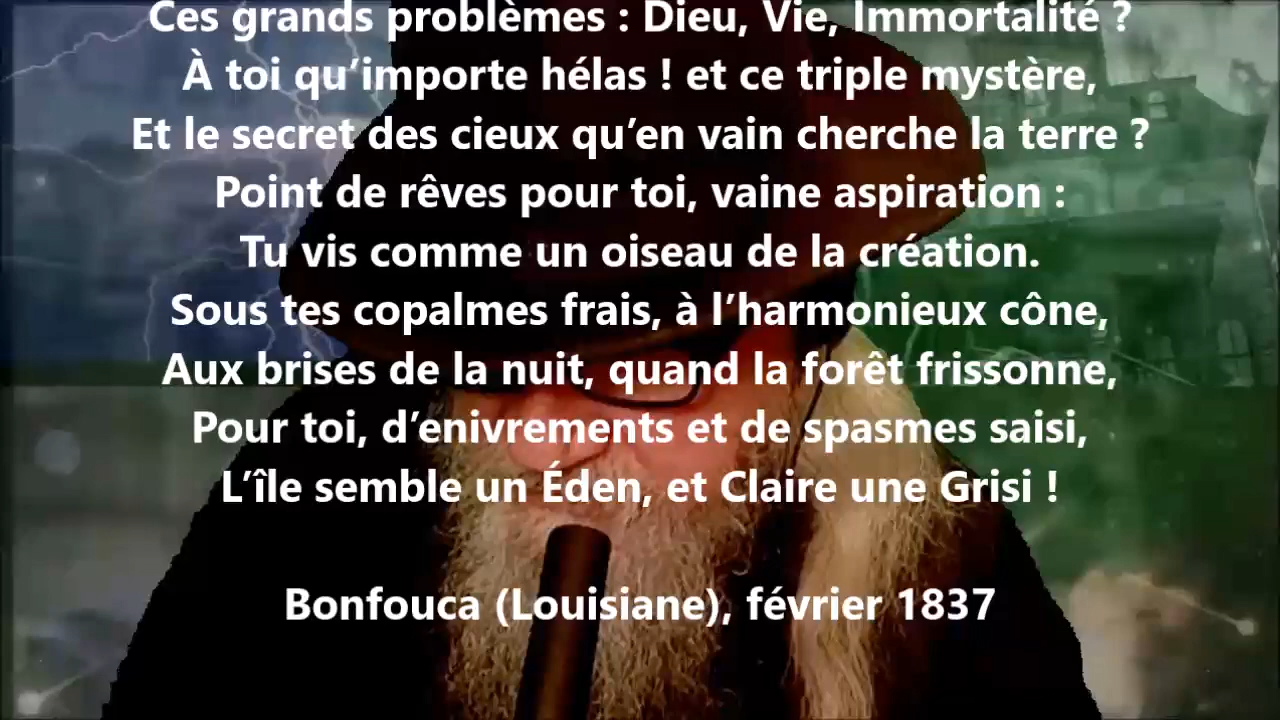 Ces grands problèmes : Dieu, Vie, Immortalité ?
À toi qu’importe hélas ! et ce triple mystère,
Et le secret des cieux qu’en vain cherche la terre ?
Point de rêves pour toi, vaine aspiration :
Tu vis comme un oiseau de la création.
Sous tes copalmes frais, à l’harmonieux cône,
Aux brises de la nuit, quand la forêt frissonne,
Pour toi, d’enivrements et de spasmes saisi,
L’île semble un Éden, et Claire une Grisi !
Bonfouca (Louisiane), février 1837